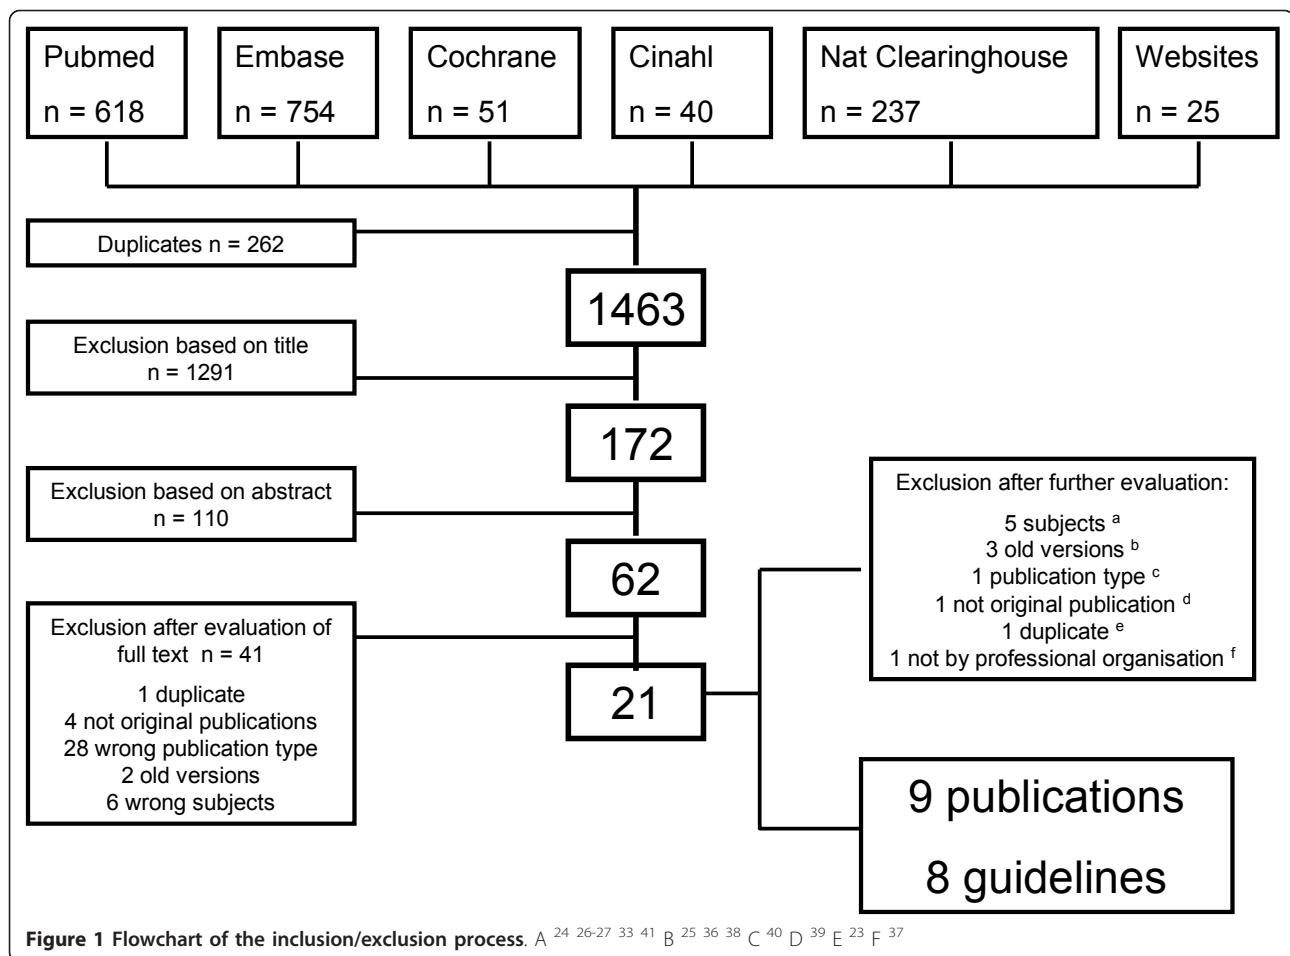 Pubmed
n = 618
Embase
n = 754
Cochrane
n = 51
Cinahl
n = 40
Nat Clearinghouse
n = 237
Websites
n = 25
Duplicates n = 262
1463
Exclusion based on title
n = 1291
172
Exclusion based on abstract
n = 110
62
Exclusion after evaluation of
full text n = 41
1 duplicate
4 not original publications
28 wrong publication type
2 old versions
6 wrong subjects
21
Exclusion after further evaluation:
5 subjects a
3 old versions b
1 publication type c
1 not original publication d
1 duplicate e
1 not by professional organisation f
9 publications
8 guidelines
Figure 1 Flowchart of the inclusion/exclusion process. A 24 26-27 33 41 B 25 36 38 C 40 D 39 E 23 F 37